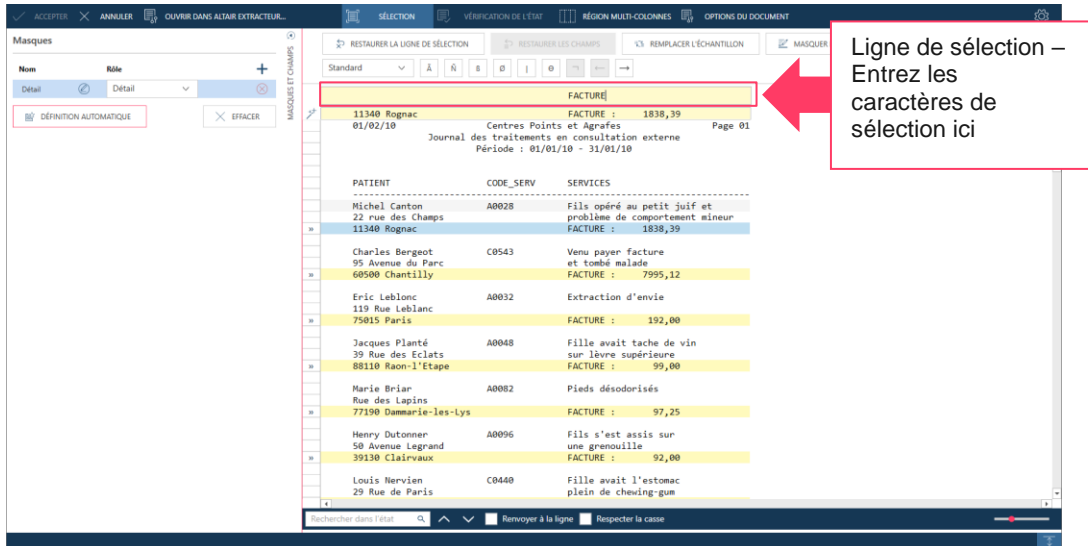 ACCEPTER ANNULER OUVRIR DANS ALTAIR EXTRACTEUR... SÉLECTION VÉRIFICATION DE L'ÉTAT RÉGION MULTI-COLONNES OPTIONS DU DOCUMENT
Masques
Nom Rôle
Détail Détail
DÉFINITION AUTOMATIQUE EFFACER
MASQUES ET CHAMPS
RESTAURER LA LIGNE DE SÉLECTION RESTAURER LES CHAMPS REMPLACER L'ÉCHANTILLON MASQUER
Standard Ä Ñ ß Ø | ⊖ ¬ ← →
Ligne de sélection –
Entrez les
caractères de
sélection ici
FACTURE
11340 Rognac FACTURE : 1838,39
01/02/10 Centres Points et Agrafes Page 01
Journal des traitements en consultation externe
Période : 01/01/10 - 31/01/10
PATIENT CODE_SERV SERVICES
Michel Canton A0028 Fils opéré au petit juif et
22 rue des Champs problème de comportement mineur
11340 Rognac FACTURE : 1838,39
Charles Bergeot C0543 Venu payer facture
95 Avenue du Parc et tombé malade
60500 Chantilly FACTURE : 7995,12
Eric Leblonc A0032 Extraction d'envie
119 Rue Leblanc
75015 Paris FACTURE : 192,00
Jacques Planté A0048 Fille avait tache de vin
39 Rue des Eclats sur lèvre supérieure
88110 Raon-l'Etape FACTURE : 99,00
Marie Briar A0082 Pieds désodorisés
Rue des Lapins
77190 Dammarie-les-Lys FACTURE : 97,25
Henry Dutonner A0096 Fils s'est assis sur
50 Avenue Legrand une grenouille
39130 Clairvaux FACTURE : 92,00
Louis Nervien C0440 Fille avait l'estomac
29 Rue de Paris plein de chewing-gum
Rechercher dans l'état Renvoyer à la ligne Respecter la casse